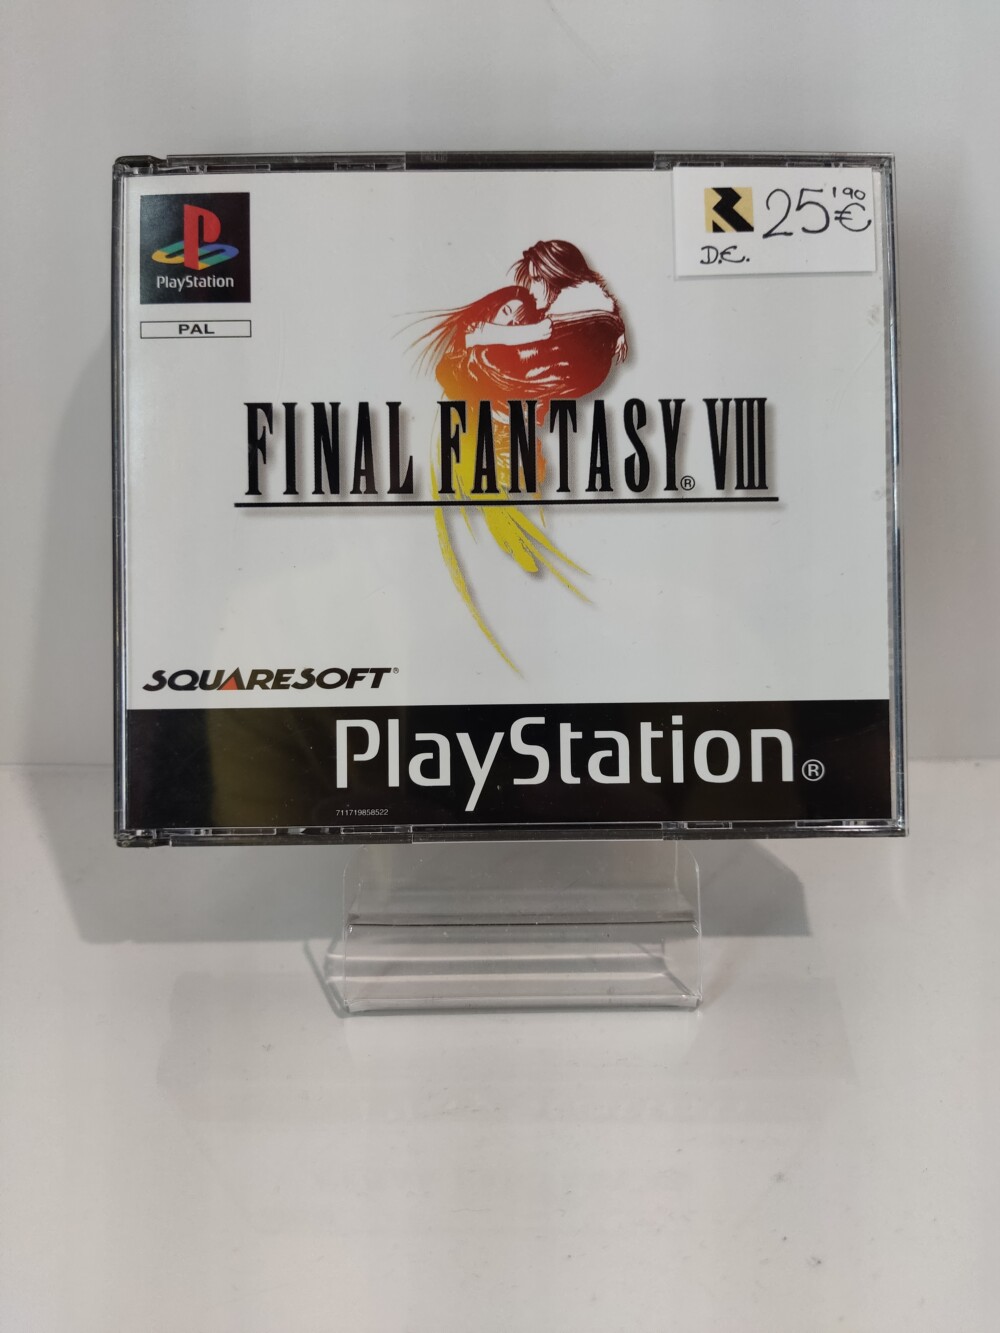 PlayStation
PAL
25'90€
D.E.
FINAL FANTASY® VIII
SQUARESOFT®
PlayStation®
711719858522